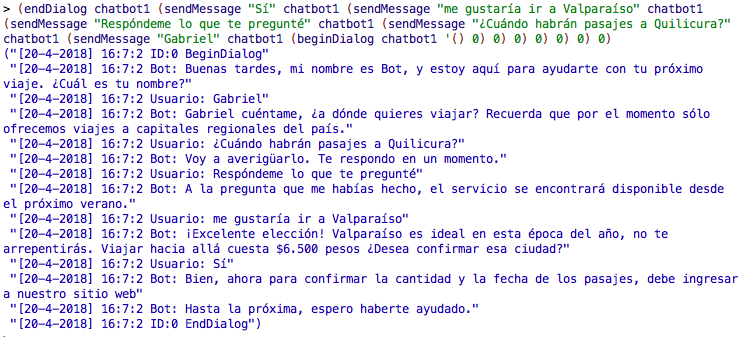 > (endDialog chatbot1 (sendMessage "Sí" chatbot1 (sendMessage "me gustaría ir a Valparaíso" chatbot1
(sendMessage "Respóndeme lo que te pregunté" chatbot1 (sendMessage "¿Cuándo habrán pasajes a Quilicura?"
chatbot1 (sendMessage "Gabriel" chatbot1 (beginDialog chatbot1 '() 0) 0) 0) 0) 0) 0) 0)
("[20-4-2018] 16:7:2 ID:0 BeginDialog"
"[20-4-2018] 16:7:2 Bot: Buenas tardes, mi nombre es Bot, y estoy aquí para ayudarte con tu próximo
viaje. ¿Cuál es tu nombre?"
"[20-4-2018] 16:7:2 Usuario: Gabriel"
"[20-4-2018] 16:7:2 Bot: Gabriel cuéntame, ¿a dónde quieres viajar? Recuerda que por el momento sólo
ofrecemos viajes a capitales regionales del país."
"[20-4-2018] 16:7:2 Usuario: ¿Cuándo habrán pasajes a Quilicura?"
"[20-4-2018] 16:7:2 Bot: Voy a averigüarlo. Te respondo en un momento."
"[20-4-2018] 16:7:2 Usuario: Respóndeme lo que te pregunté"
"[20-4-2018] 16:7:2 Bot: A la pregunta que me habías hecho, el servicio se encontrará disponible desde
el próximo verano."
"[20-4-2018] 16:7:2 Usuario: me gustaría ir a Valparaíso"
"[20-4-2018] 16:7:2 Bot: ¡Excelente elección! Valparaíso es ideal en esta época del año, no te
arrepentirás. Viajar hacia allá cuesta $6.500 pesos ¿Desea confirmar esa ciudad?"
"[20-4-2018] 16:7:2 Usuario: Sí"
"[20-4-2018] 16:7:2 Bot: Bien, ahora para confirmar la cantidad y la fecha de los pasajes, debe ingresar
a nuestro sitio web"
"[20-4-2018] 16:7:2 Bot: Hasta la próxima, espero haberte ayudado."
"[20-4-2018] 16:7:2 ID:0 EndDialog")